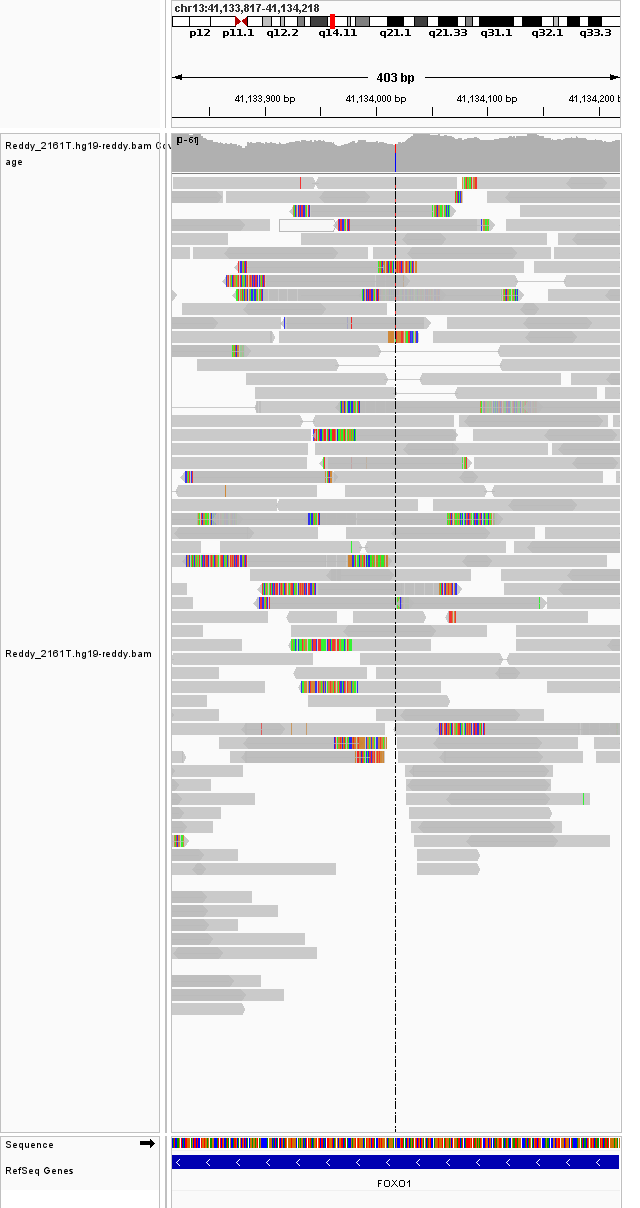 chr13:41,133,817-41,134,218
p12 p11.1 q12.2 q14.11 q21.1 q21.33 q31.1 q32.1 q33.3
403 bp
41,133,900 bp 41,134,000 bp 41,134,100 bp 41,134,200 b
Reddy_2161T.hg19-reddy.bam Cov
age
[0-61]
Reddy_2161T.hg19-reddy.bam
Sequence
RefSeq Genes
FOXO1